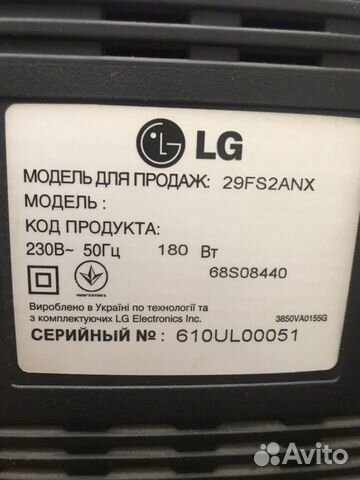 LG
МОДЕЛЬ ДЛЯ ПРОДАЖ: 29FS2ANX
МОДЕЛЬ :
КОД ПРОДУКТА:
230В~ 50Гц 180 Вт
68S08440
Вироблено в Україні по технології та
з комплектуючих LG Electronics Inc.
3850VA0155G
СЕРИЙНЫЙ № : 610UL00051
Avito